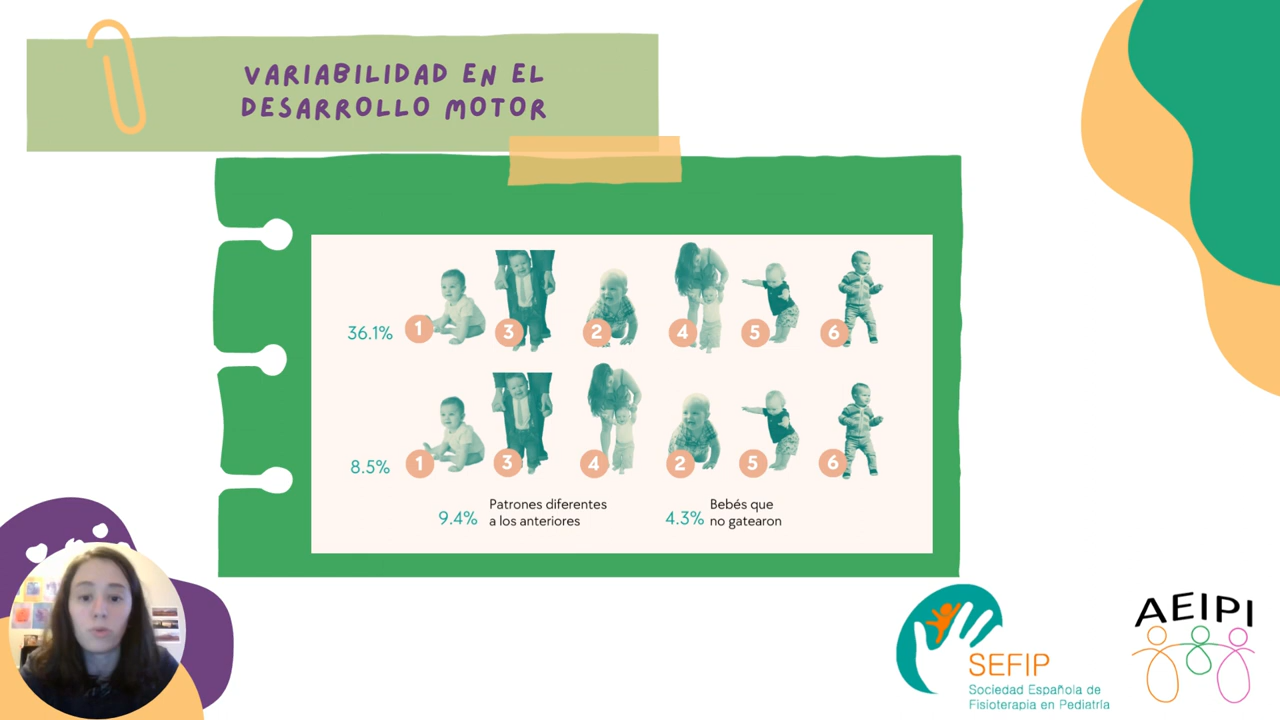 VARIABILIDAD EN EL
DESARROLLO MOTOR
36.1% 1 3 2 4 5 6
8.5% 1 3 4 2 5 6
9.4% Patrones diferentes
a los anteriores
4.3% Bebés que
no gatearon
SEFIP
Sociedad Española de
Fisioterapia en Pediatría
AEIPI